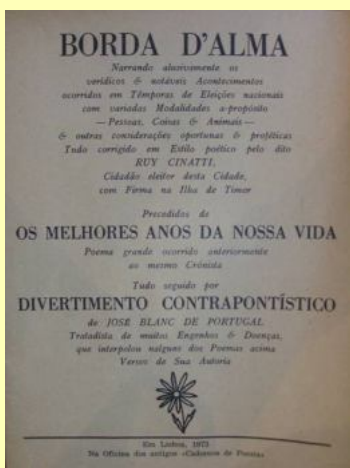 BORDA D'ALMA
Narrando alusivamente os
verídicos & notáveis Acontecimentos
ocorridos em Têmporas de Eleições nacionais
com variadas Modalidades a-propósito
—Pessoas, Coisas & Animais—
& outras considerações oportunas & proféticas
Tudo corrigido em Estilo poético pelo dito
RUY CINATTI,
Cidadão eleitor desta Cidade,
com Firma na Ilha de Timor
Precedidos de
OS MELHORES ANOS DA NOSSA VIDA
Poema grande ocorrido anteriormente
ao mesmo Cronista
Tudo seguido por
DIVERTIMENTO CONTRAPONTÍSTICO
de JOSÉ BLANC DE PORTUGAL
Tratadista de muitos Engenhos & Doenças,
que interpolou nalguns dos Poemas acima
Versos de Sua Autoria
Em Lisboa, 1973
Na Oficina dos antigos «Cadernos de Poesia»